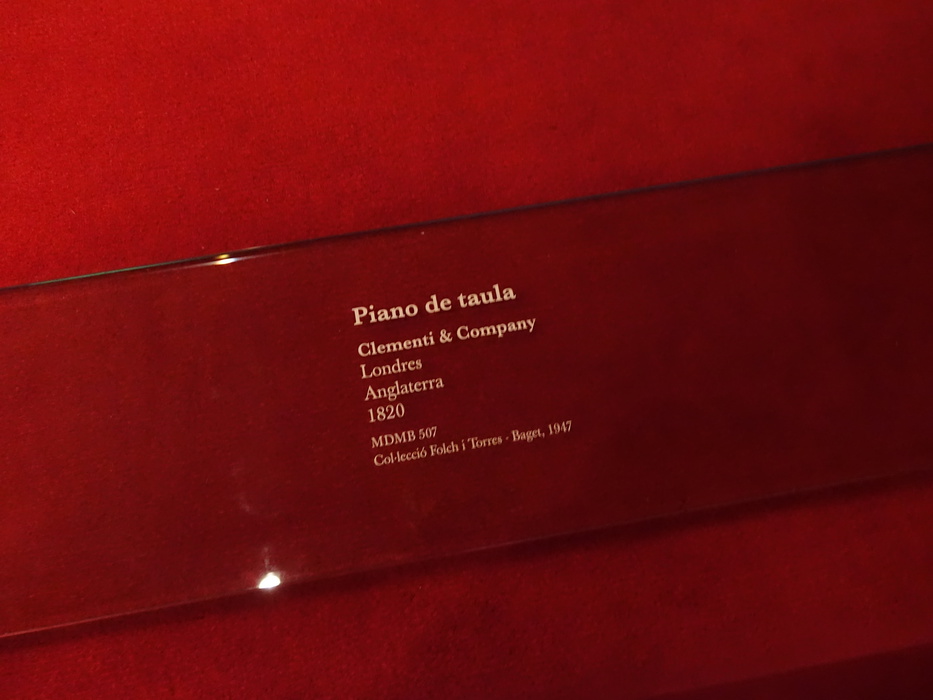 Piano de taula
Clementi & Company
Londres
Anglaterra
1820
MDMB 507
Col·lecció Folch i Torres · Baget, 1947